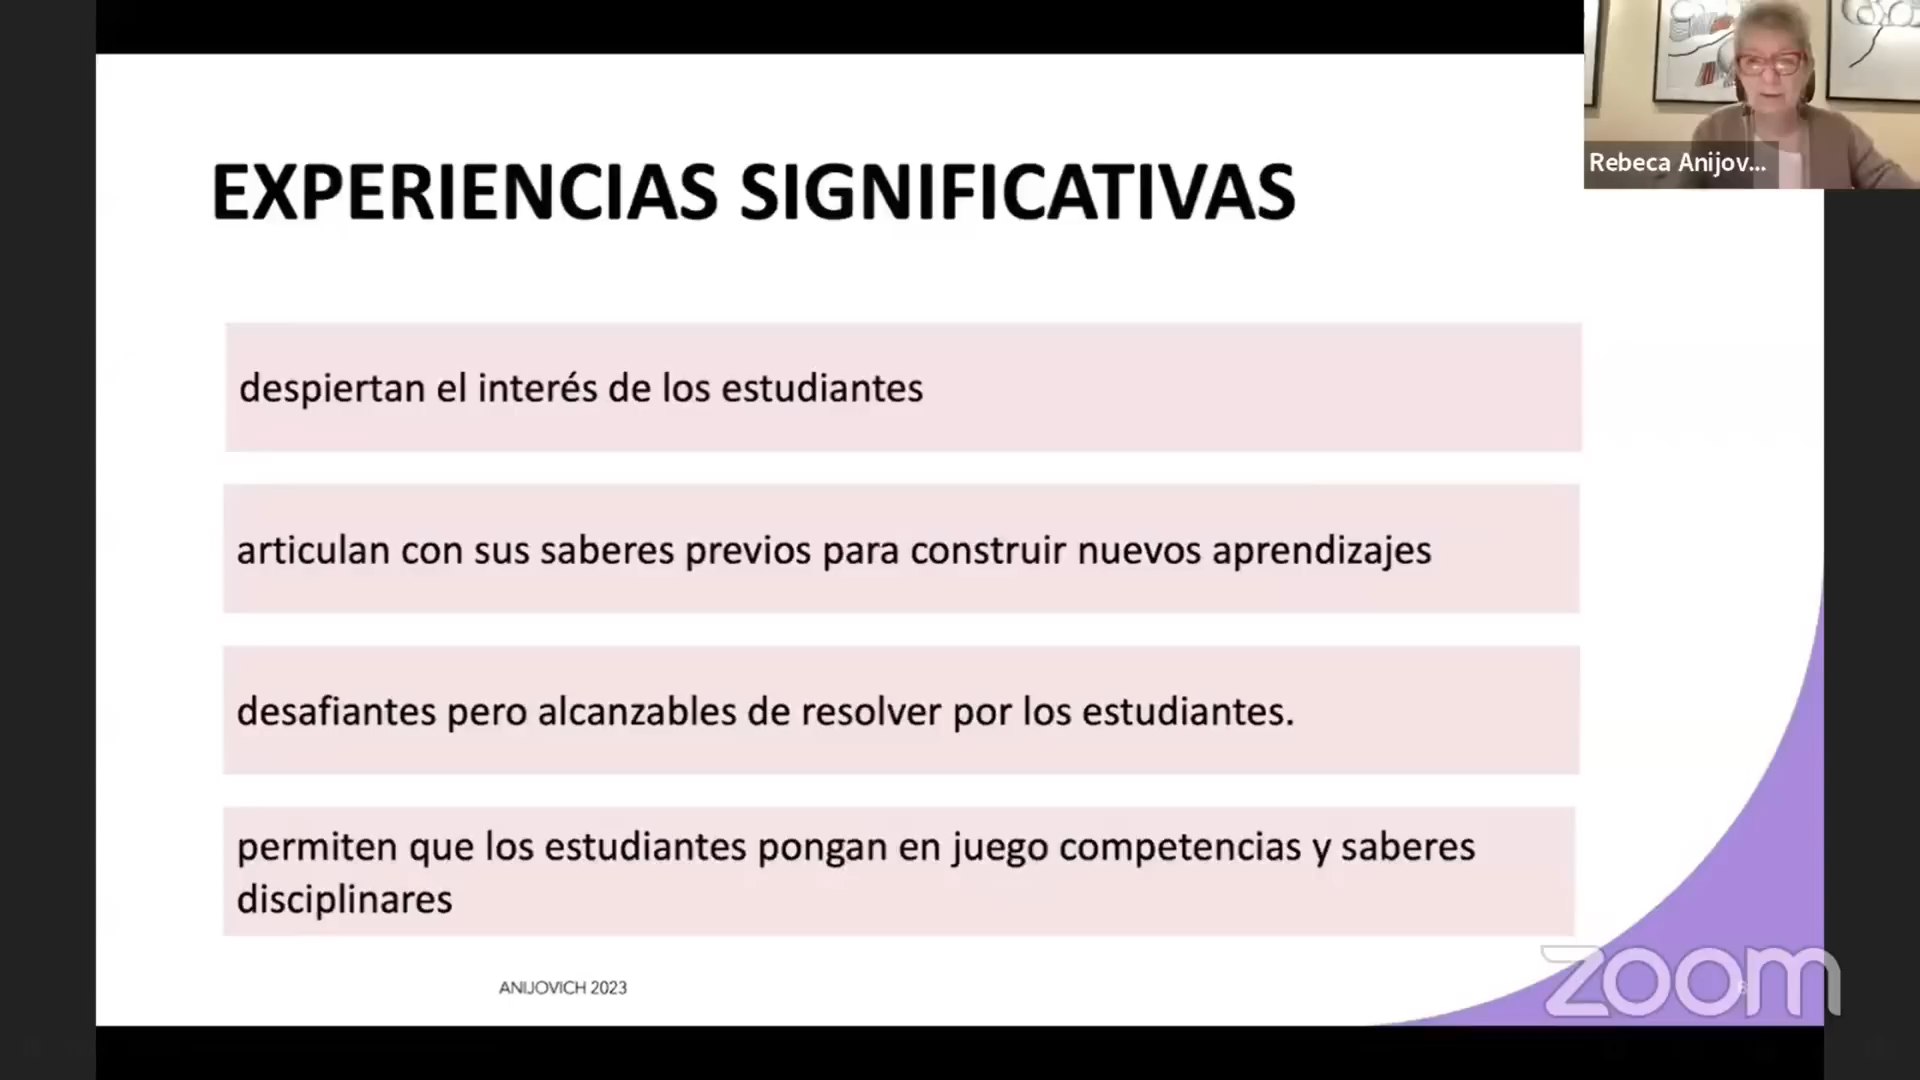 Rebeca Anijov...
EXPERIENCIAS SIGNIFICATIVAS
despiertan el interés de los estudiantes
articulan con sus saberes previos para construir nuevos aprendizajes
desafiantes pero alcanzables de resolver por los estudiantes.
permiten que los estudiantes pongan en juego competencias y saberes
disciplinares
ANIJOVICH 2023
zoom